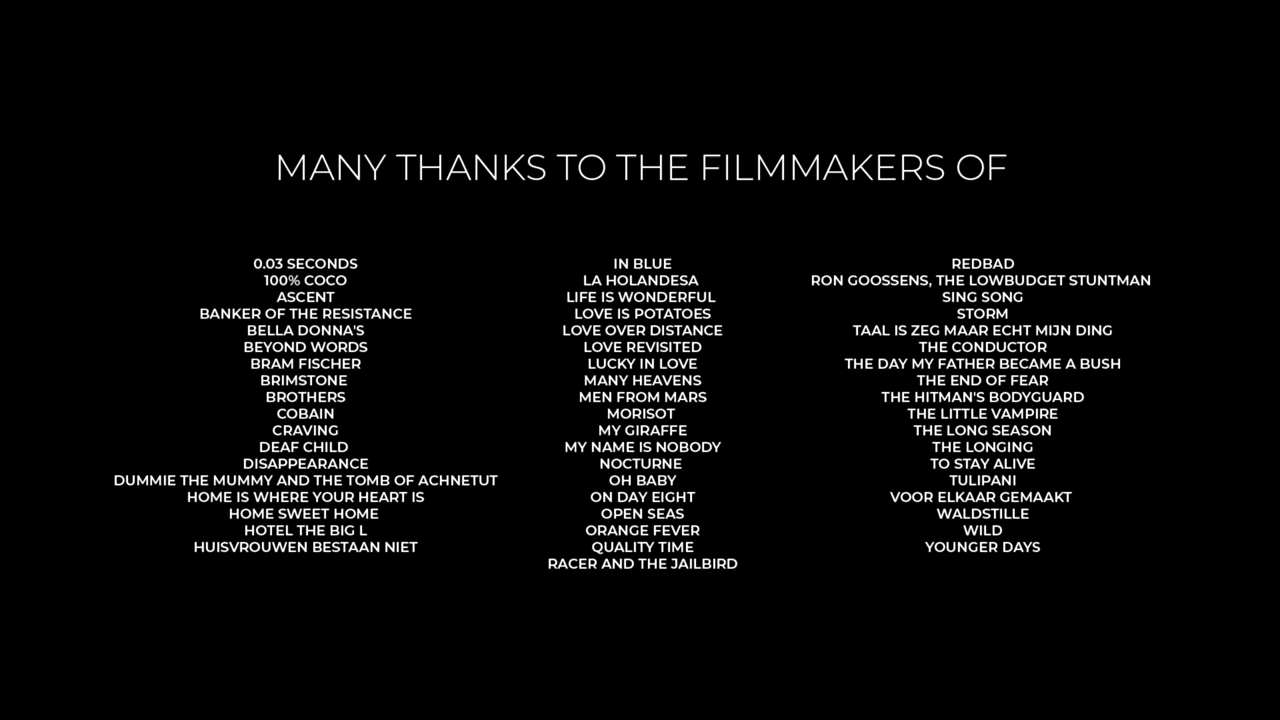 MANY THANKS TO THE FILMMAKERS OF
0.03 SECONDS
100% COCO
ASCENT
BANKER OF THE RESISTANCE
BELLA DONNA'S
BEYOND WORDS
BRAM FISCHER
BRIMSTONE
BROTHERS
COBAIN
CRAVING
DEAF CHILD
DISAPPEARANCE
DUMMIE THE MUMMY AND THE TOMB OF ACHNETUT
HOME IS WHERE YOUR HEART IS
HOME SWEET HOME
HOTEL THE BIG L
HUISVROUWEN BESTAAN NIET
IN BLUE
LA HOLANDESA
LIFE IS WONDERFUL
LOVE IS POTATOES
LOVE OVER DISTANCE
LOVE REVISITED
LUCKY IN LOVE
MANY HEAVENS
MEN FROM MARS
MORISOT
MY GIRAFFE
MY NAME IS NOBODY
NOCTURNE
OH BABY
ON DAY EIGHT
OPEN SEAS
ORANGE FEVER
QUALITY TIME
RACER AND THE JAILBIRD
REDBAD
RON GOOSSENS, THE LOWBUDGET STUNTMAN
SING SONG
STORM
TAAL IS ZEG MAAR ECHT MIJN DING
THE CONDUCTOR
THE DAY MY FATHER BECAME A BUSH
THE END OF FEAR
THE HITMAN'S BODYGUARD
THE LITTLE VAMPIRE
THE LONG SEASON
THE LONGING
TO STAY ALIVE
TULIPANI
VOOR ELKAAR GEMAAKT
WALDSTILLE
WILD
YOUNGER DAYS